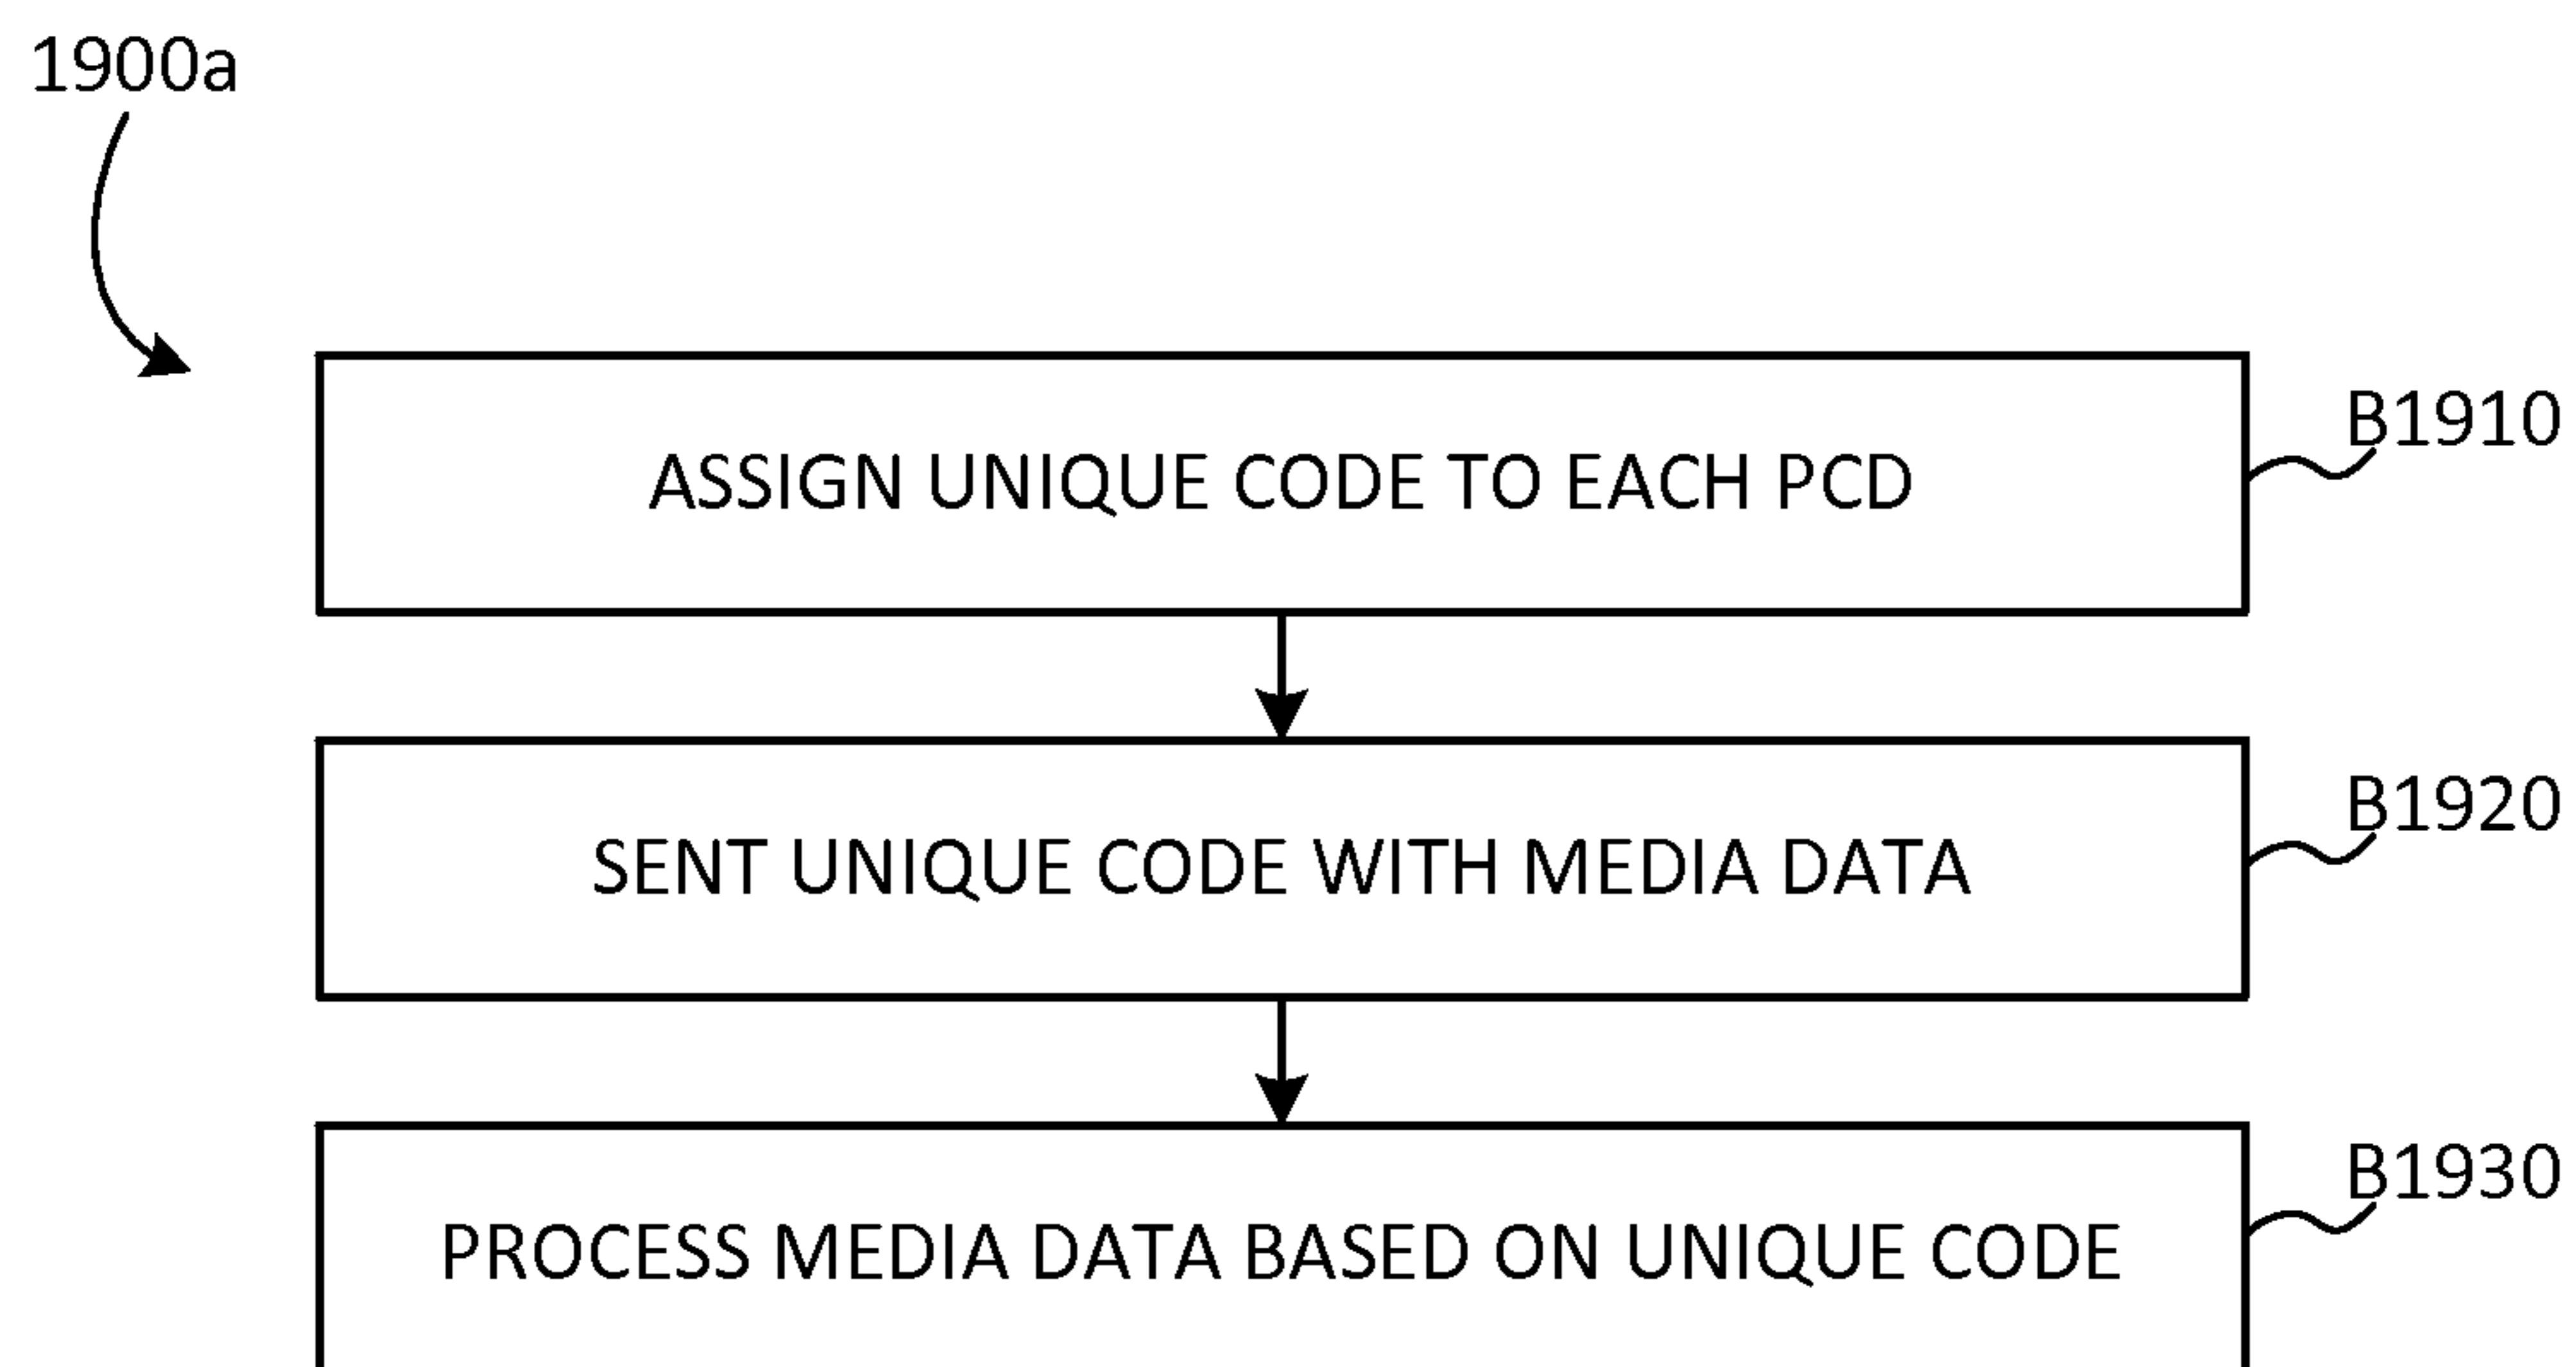 1900a
ASSIGN UNIQUE CODE TO EACH PCD
B1910
SENT UNIQUE CODE WITH MEDIA DATA
B1920
PROCESS MEDIA DATA BASED ON UNIQUE CODE
B1930